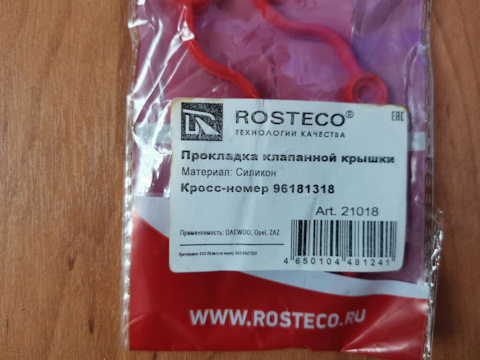 ROSTECO®
ТЕХНОЛОГИИ КАЧЕСТВА
EAC
Прокладка клапанной крышки
Материал: Силикон
Кросс-номер 96181318
Art. 21018
Применяемость: DAEWOO, Opel, ZAZ
4 650104 481241
WWW.ROSTECO.RU